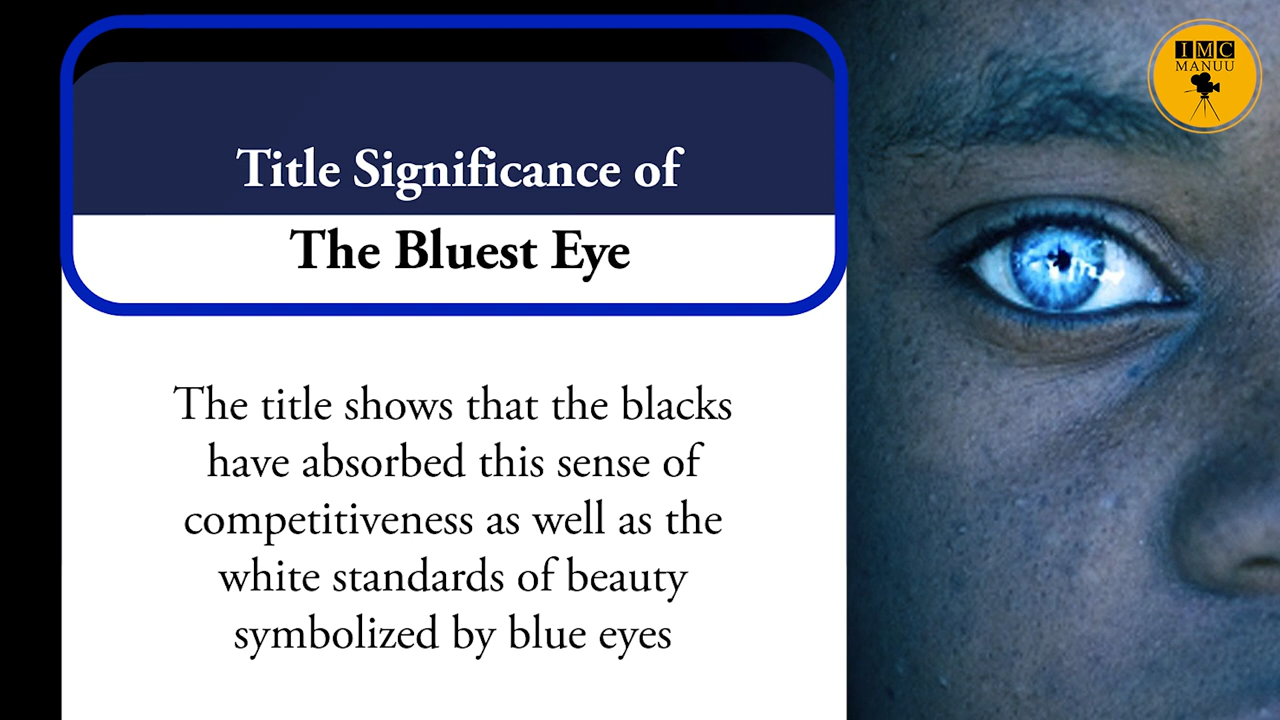 Title Significance of
The Bluest Eye
The title shows that the blacks
have absorbed this sense of
competitiveness as well as the
white standards of beauty
symbolized by blue eyes
IMC
MANUU